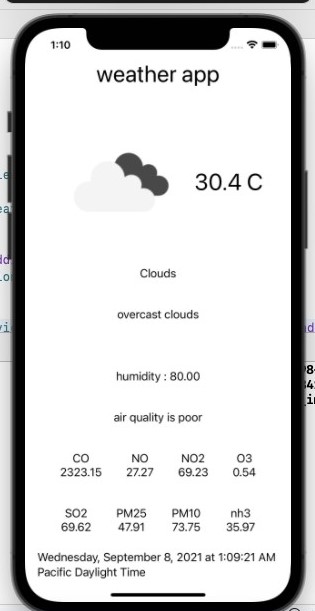 1:10
weather app
30.4 C
Clouds
overcast clouds
humidity : 80.00
air quality is poor
CO NO NO2 O3
2323.15 27.27 69.23 0.54
SO2 PM25 PM10 nh3
69.62 47.91 73.75 35.97
Wednesday, September 8, 2021 at 1:09:21 AM
Pacific Daylight Time